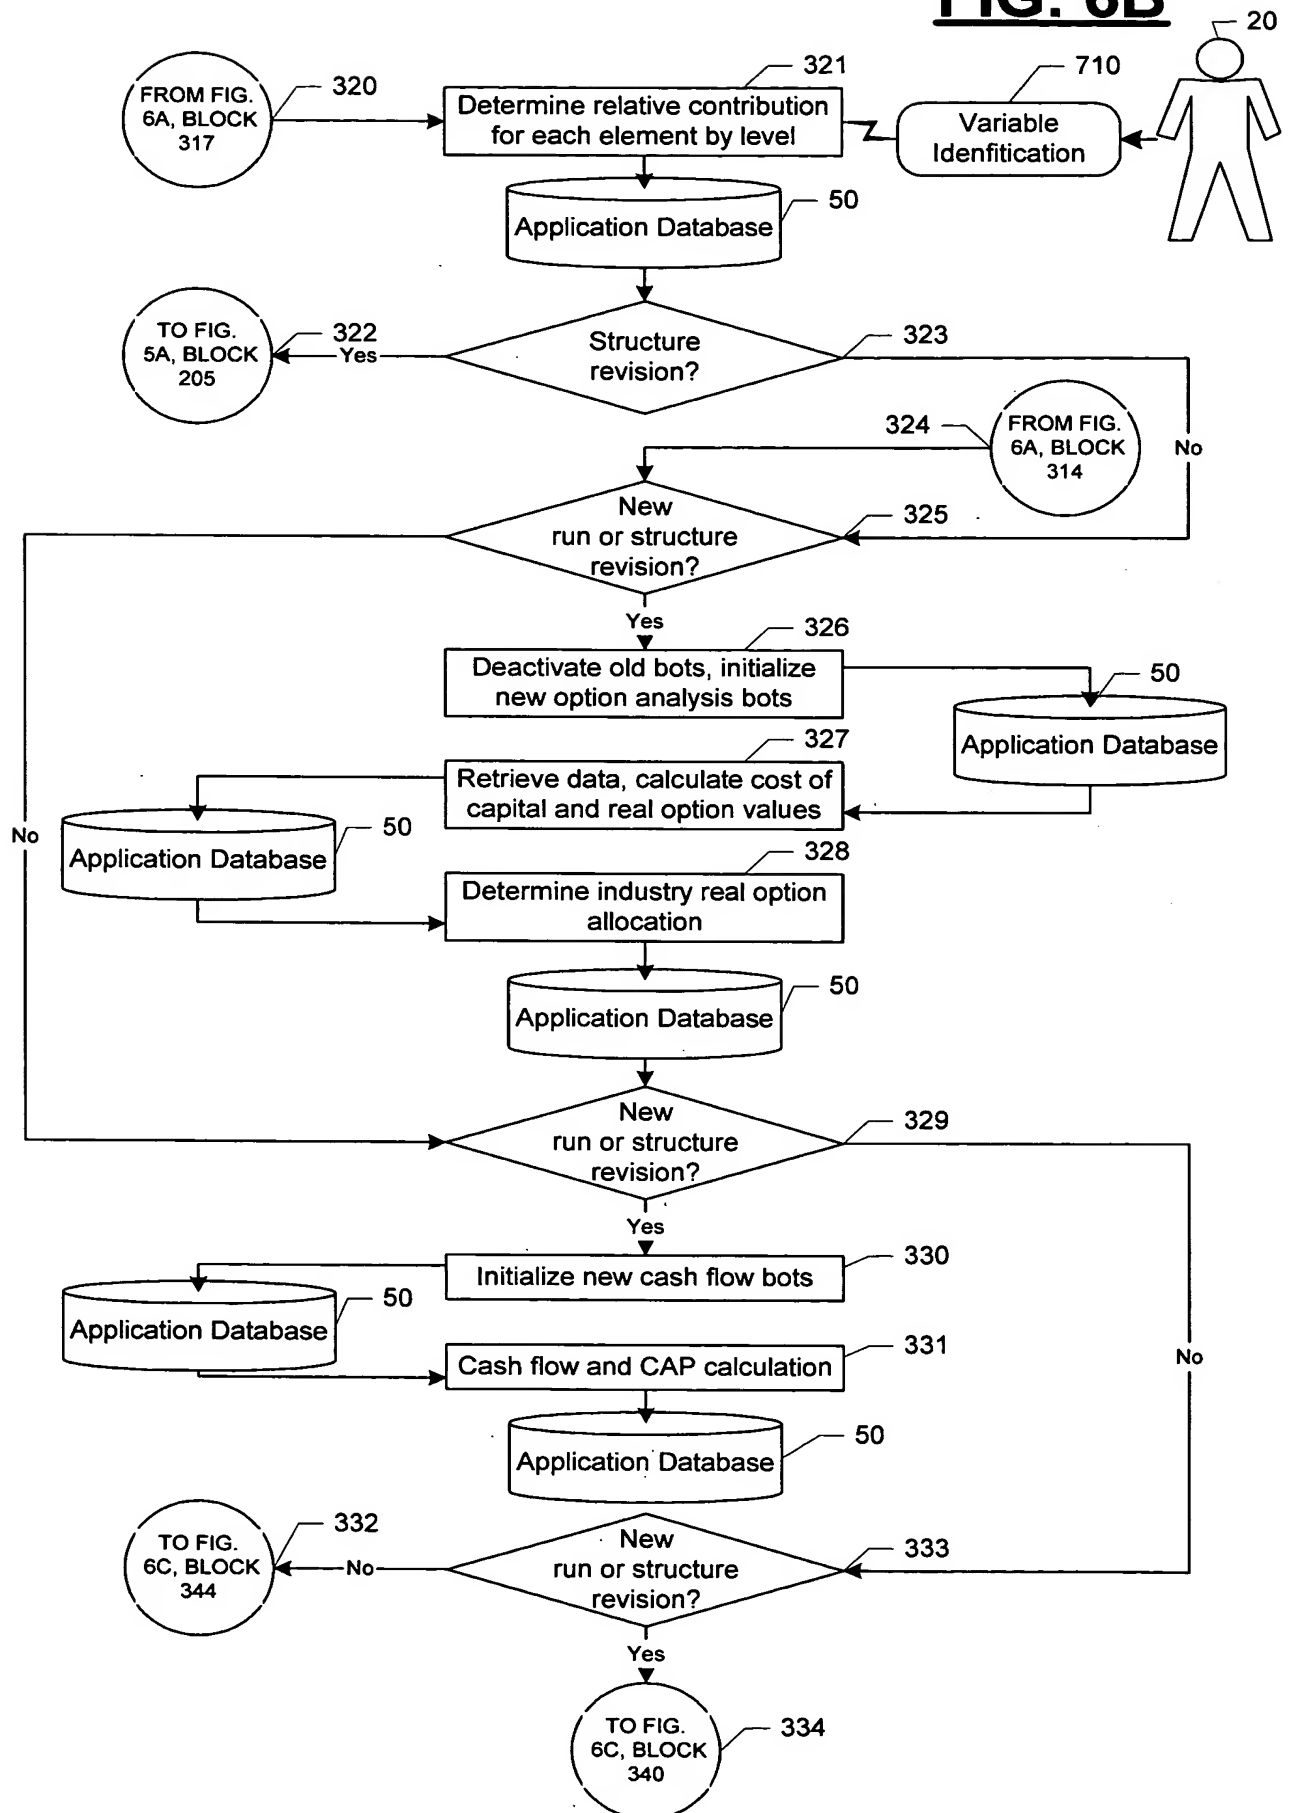 FIG. 6B
20
320
FROM FIG.
6A, BLOCK
317
321
Determine relative contribution
for each element by level
710
Variable
Idenfitication
50
Application Database
TO FIG.
5A, BLOCK
205
322
Yes
Structure
revision?
323
324
FROM FIG.
6A, BLOCK
314
No
New
run or structure
revision?
325
Yes
326
Deactivate old bots, initialize
new option analysis bots
50
Application Database
327
Retrieve data, calculate cost of
capital and real option values
No
50
Application Database
328
Determine industry real option
allocation
50
Application Database
New
run or structure
revision?
329
Yes
330
Initialize new cash flow bots
50
Application Database
331
Cash flow and CAP calculation
No
50
Application Database
332
TO FIG.
6C, BLOCK
344
No
New
run or structure
revision?
333
Yes
TO FIG.
6C, BLOCK
340
334